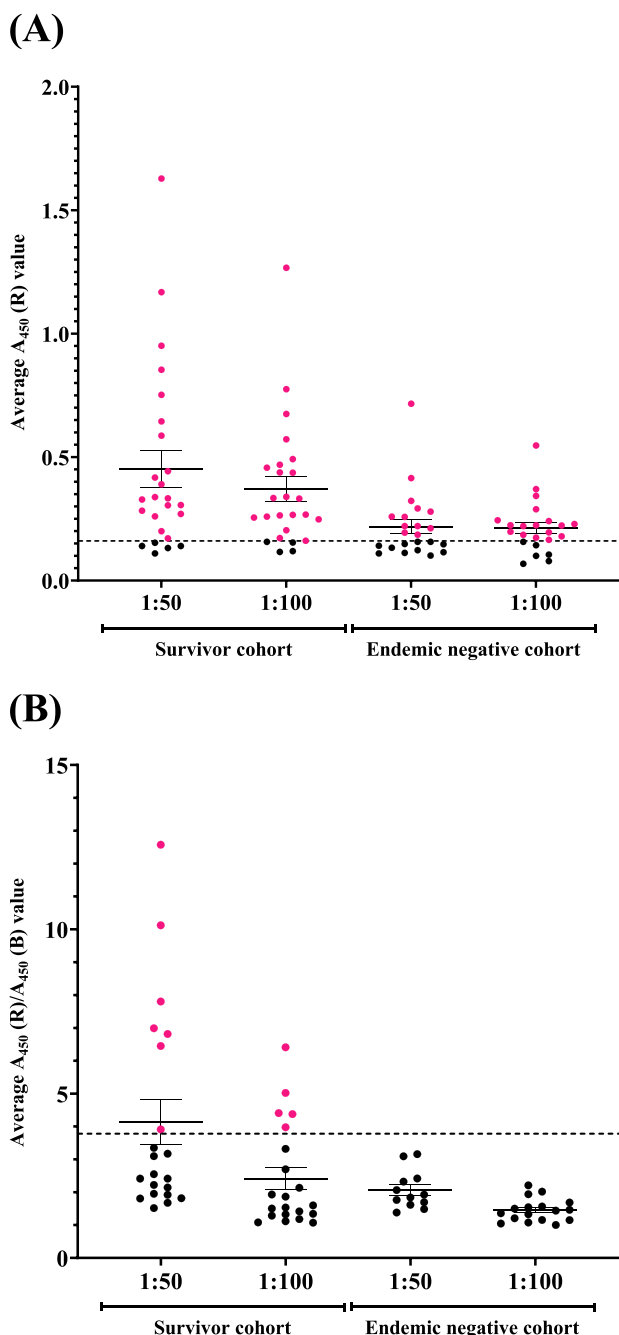 (A)
Average A450 (R) value
2.0
1.5
1.0
0.5
0.0
1:50 1:100 1:50 1:100
Survivor cohort Endemic negative cohort
(B)
Average A450 (R)/A450 (B) value
15
10
5
0
1:50 1:100 1:50 1:100
Survivor cohort Endemic negative cohort